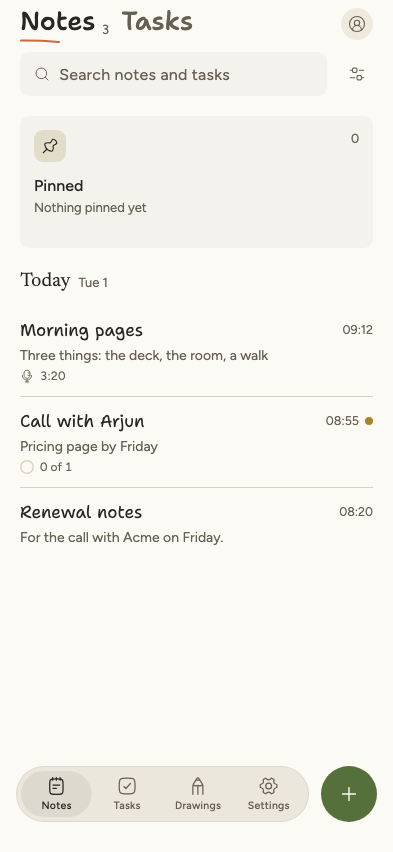 Notes 3 Tasks
Search notes and tasks
0
Pinned
Nothing pinned yet
Today Tue 1
Morning pages 09:12
Three things: the deck, the room, a walk
3:20
Call with Arjun 08:55
Pricing page by Friday
0 of 1
Renewal notes 08:20
For the call with Acme on Friday.
Notes Tasks Drawings Settings